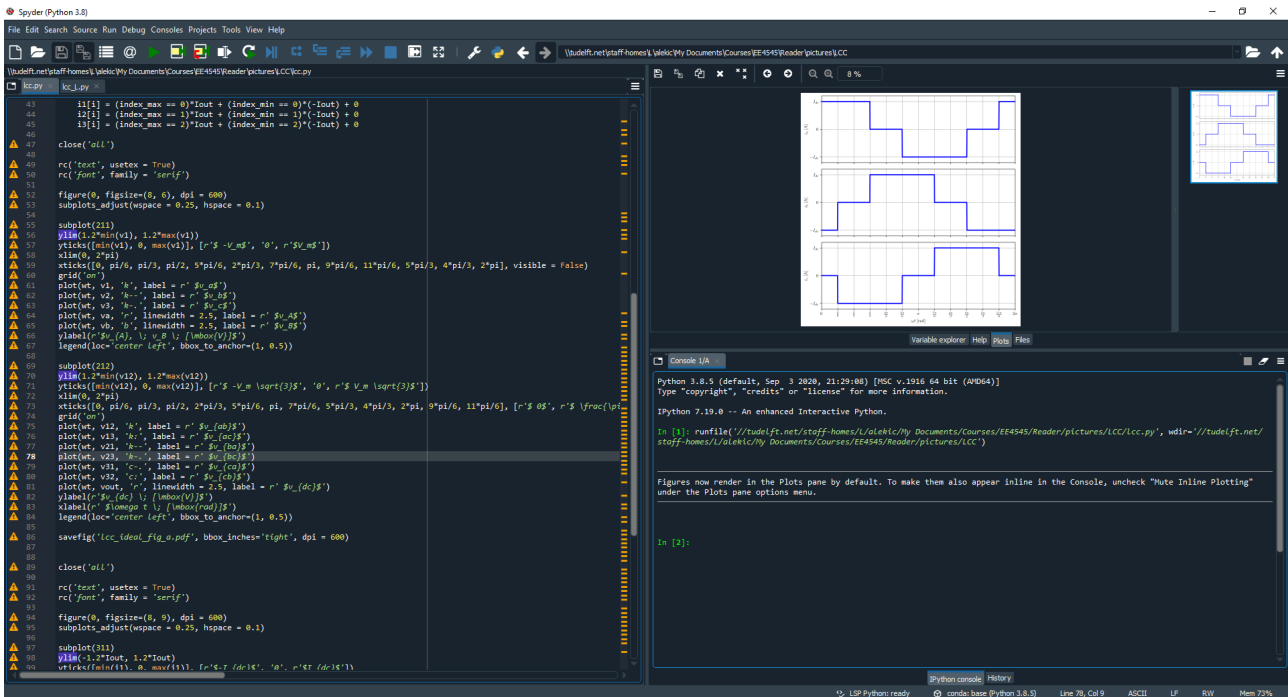 Spyder (Python 3.8)
File Edit Search Source Run Debug Consoles Projects Tools View Help
\\tudelft.net\staff-homes\L\alekic\My Documents\Courses\EE4545\Reader\pictures\LCC
\\tudelft.net\staff-homes\L\alekic\My Documents\Courses\EE4545\Reader\pictures\LCC\lcc.py
lcc.py
lcc_L.py
43 i1[i] = (index_max == 0)*Iout + (index_min == 0)*(-Iout) + 0
44 i2[i] = (index_max == 1)*Iout + (index_min == 1)*(-Iout) + 0
45 i3[i] = (index_max == 2)*Iout + (index_min == 2)*(-Iout) + 0
46
47 close('all')
48
49 rc('text', usetex = True)
50 rc('font', family = 'serif')
51
52 figure(0, figsize=(8, 6), dpi = 600)
53 subplots_adjust(wspace = 0.25, hspace = 0.1)
54
55 subplot(211)
56 ylim(1.2*min(v1), 1.2*max(v1))
57 yticks([min(v1), 0, max(v1)], [r'$ -V_m$', '0', r'$V_m$'])
58 xlim(0, 2*pi)
59 xticks([0, pi/6, pi/3, pi/2, 5*pi/6, 2*pi/3, 7*pi/6, pi, 9*pi/6, 11*pi/6, 5*pi/3, 4*pi/3, 2*pi], visible = False)
60 grid('on')
61 plot(wt, v1, 'k', label = r' $v_a$')
62 plot(wt, v2, 'k--', label = r' $v_b$')
63 plot(wt, v3, 'k-.', label = r' $v_c$')
64 plot(wt, va, 'r', linewidth = 2.5, label = r' $v_A$')
65 plot(wt, vb, 'b', linewidth = 2.5, label = r' $v_B$')
66 ylabel(r'$v_{A}, \; v_B \; [\mbox{V}]$')
67 legend(loc='center left', bbox_to_anchor=(1, 0.5))
68
69 subplot(212)
70 ylim(1.2*min(v12), 1.2*max(v12))
71 yticks([min(v12), 0, max(v12)], [r'$ -V_m \sqrt{3}$', '0', r'$ V_m \sqrt{3}$'])
72 xlim(0, 2*pi)
73 xticks([0, pi/6, pi/3, pi/2, 2*pi/3, 5*pi/6, pi, 7*pi/6, 5*pi/3, 4*pi/3, 2*pi, 9*pi/6, 11*pi/6], [r'$ 0$', r'$ \frac{\pi
74 grid('on')
75 plot(wt, v12, 'k', label = r' $v_{ab}$')
76 plot(wt, v13, 'k:', label = r' $v_{ac}$')
77 plot(wt, v21, 'k--', label = r' $v_{ba}$')
78 plot(wt, v23, 'k-.', label = r' $v_{bc}$')
79 plot(wt, v31, 'c-.', label = r' $v_{ca}$')
80 plot(wt, v32, 'c:', label = r' $v_{cb}$')
81 plot(wt, vout, 'r', linewidth = 2.5, label = r' $v_{dc}$')
82 ylabel(r'$v_{dc} \; [\mbox{V}]$')
83 xlabel(r' $\omega t \; [\mbox{rad}]$')
84 legend(loc='center left', bbox_to_anchor=(1, 0.5))
85
86 savefig('lcc_ideal_fig_a.pdf', bbox_inches='tight', dpi = 600)
87
88
89 close('all')
90
91 rc('text', usetex = True)
92 rc('font', family = 'serif')
93
94 figure(0, figsize=(8, 9), dpi = 600)
95 subplots_adjust(wspace = 0.25, hspace = 0.1)
96
97 subplot(311)
98 ylim(-1.2*Iout, 1.2*Iout)
99 yticks([min(i1), 0, max(i1)], [r'$-I_{dc}$', '0', r'$I_{dc}$'])
8 %
Variable explorer Help Plots Files
Console 1/A
Python 3.8.5 (default, Sep 3 2020, 21:29:08) [MSC v.1916 64 bit (AMD64)]
Type "copyright", "credits" or "license" for more information.
IPython 7.19.0 -- An enhanced Interactive Python.
In [1]: runfile('//tudelft.net/staff-homes/L/alekic/My Documents/Courses/EE4545/Reader/pictures/LCC/lcc.py', wdir='//tudelft.net/
staff-homes/L/alekic/My Documents/Courses/EE4545/Reader/pictures/LCC')
Figures now render in the Plots pane by default. To make them also appear inline in the Console, uncheck "Mute Inline Plotting"
under the Plots pane options menu.
In [2]:
IPython console History
LSP Python: ready conda: base (Python 3.8.5) Line 78, Col 9 ASCII LF RW Mem 73%